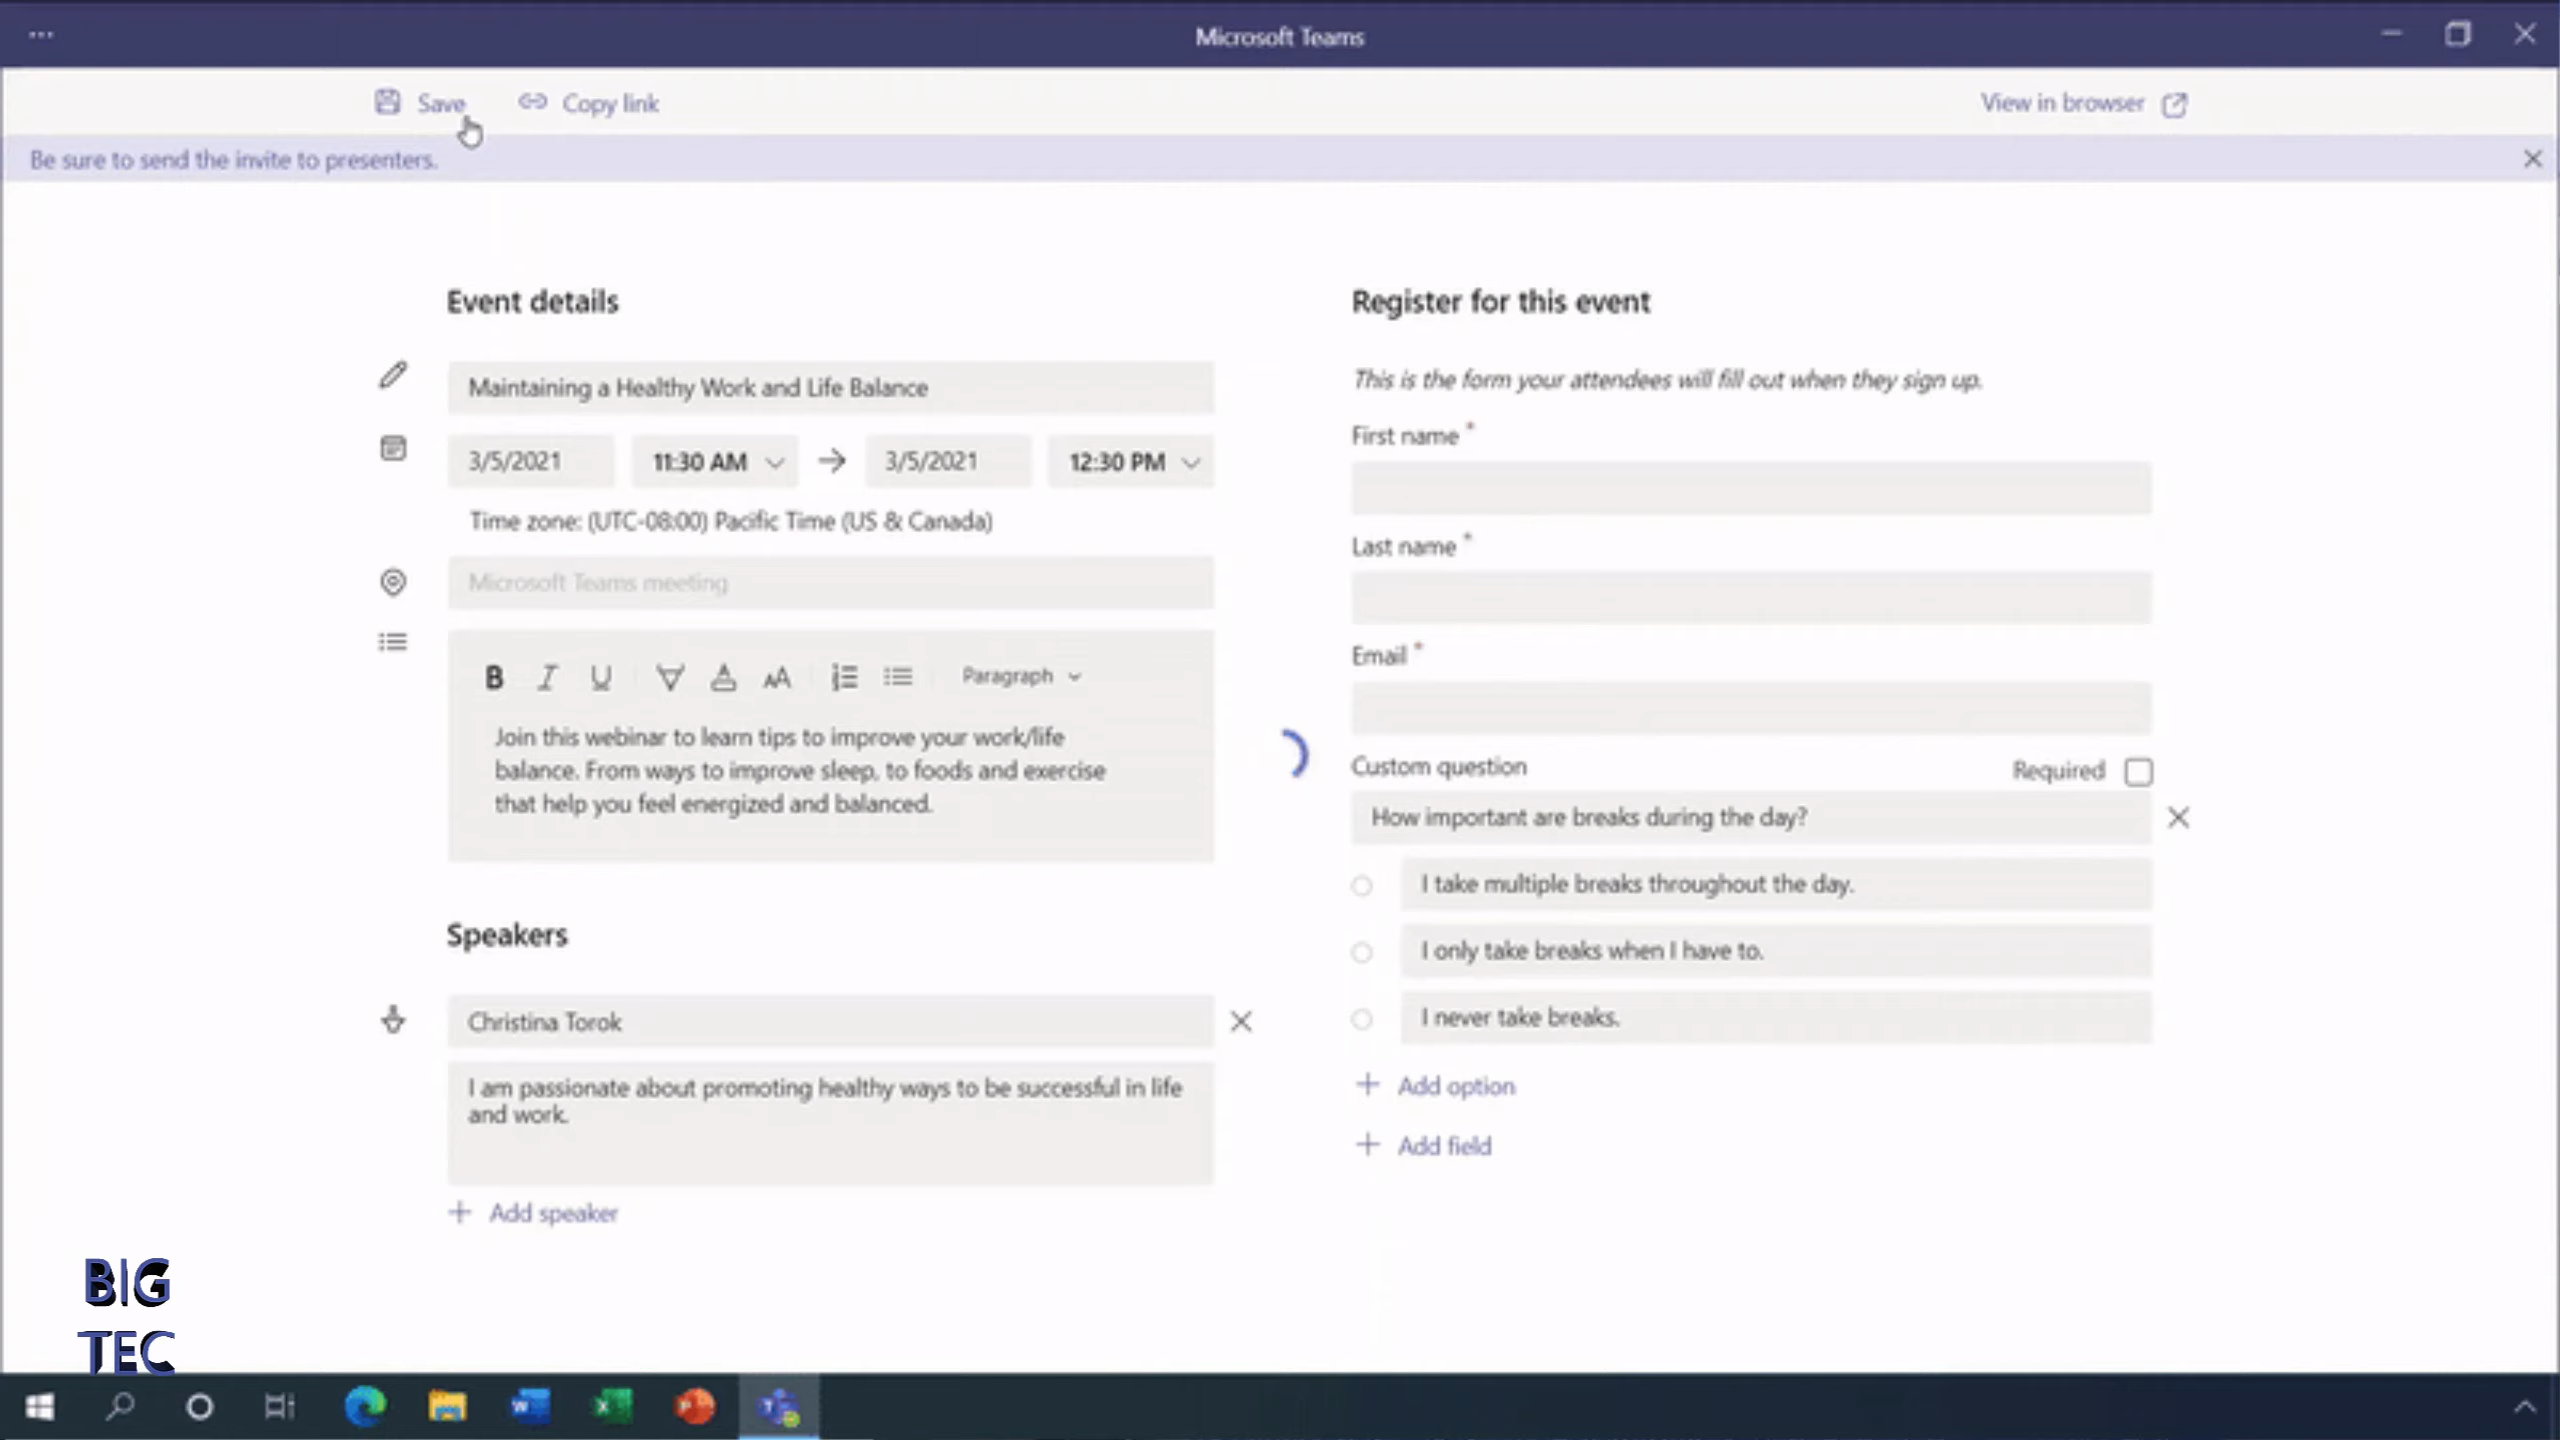 Microsoft Teams
Save
Copy link
View in browser
Be sure to send the invite to presenters.
Event details
Maintaining a Healthy Work and Life Balance
3/5/2021
11:30 AM
3/5/2021
12:30 PM
Time zone: (UTC-08:00) Pacific Time (US & Canada)
Microsoft Teams meeting
B I U
AA
Paragraph
Join this webinar to learn tips to improve your work/life
balance. From ways to improve sleep, to foods and exercise
that help you feel energized and balanced.
Speakers
Christina Torok
I am passionate about promoting healthy ways to be successful in life
and work.
Add speaker
Register for this event
This is the form your attendees will fill out when they sign up.
First name *
Last name *
Email *
Custom question
Required
How important are breaks during the day?
I take multiple breaks throughout the day.
I only take breaks when I have to.
I never take breaks.
Add option
Add field
BIG
TEC